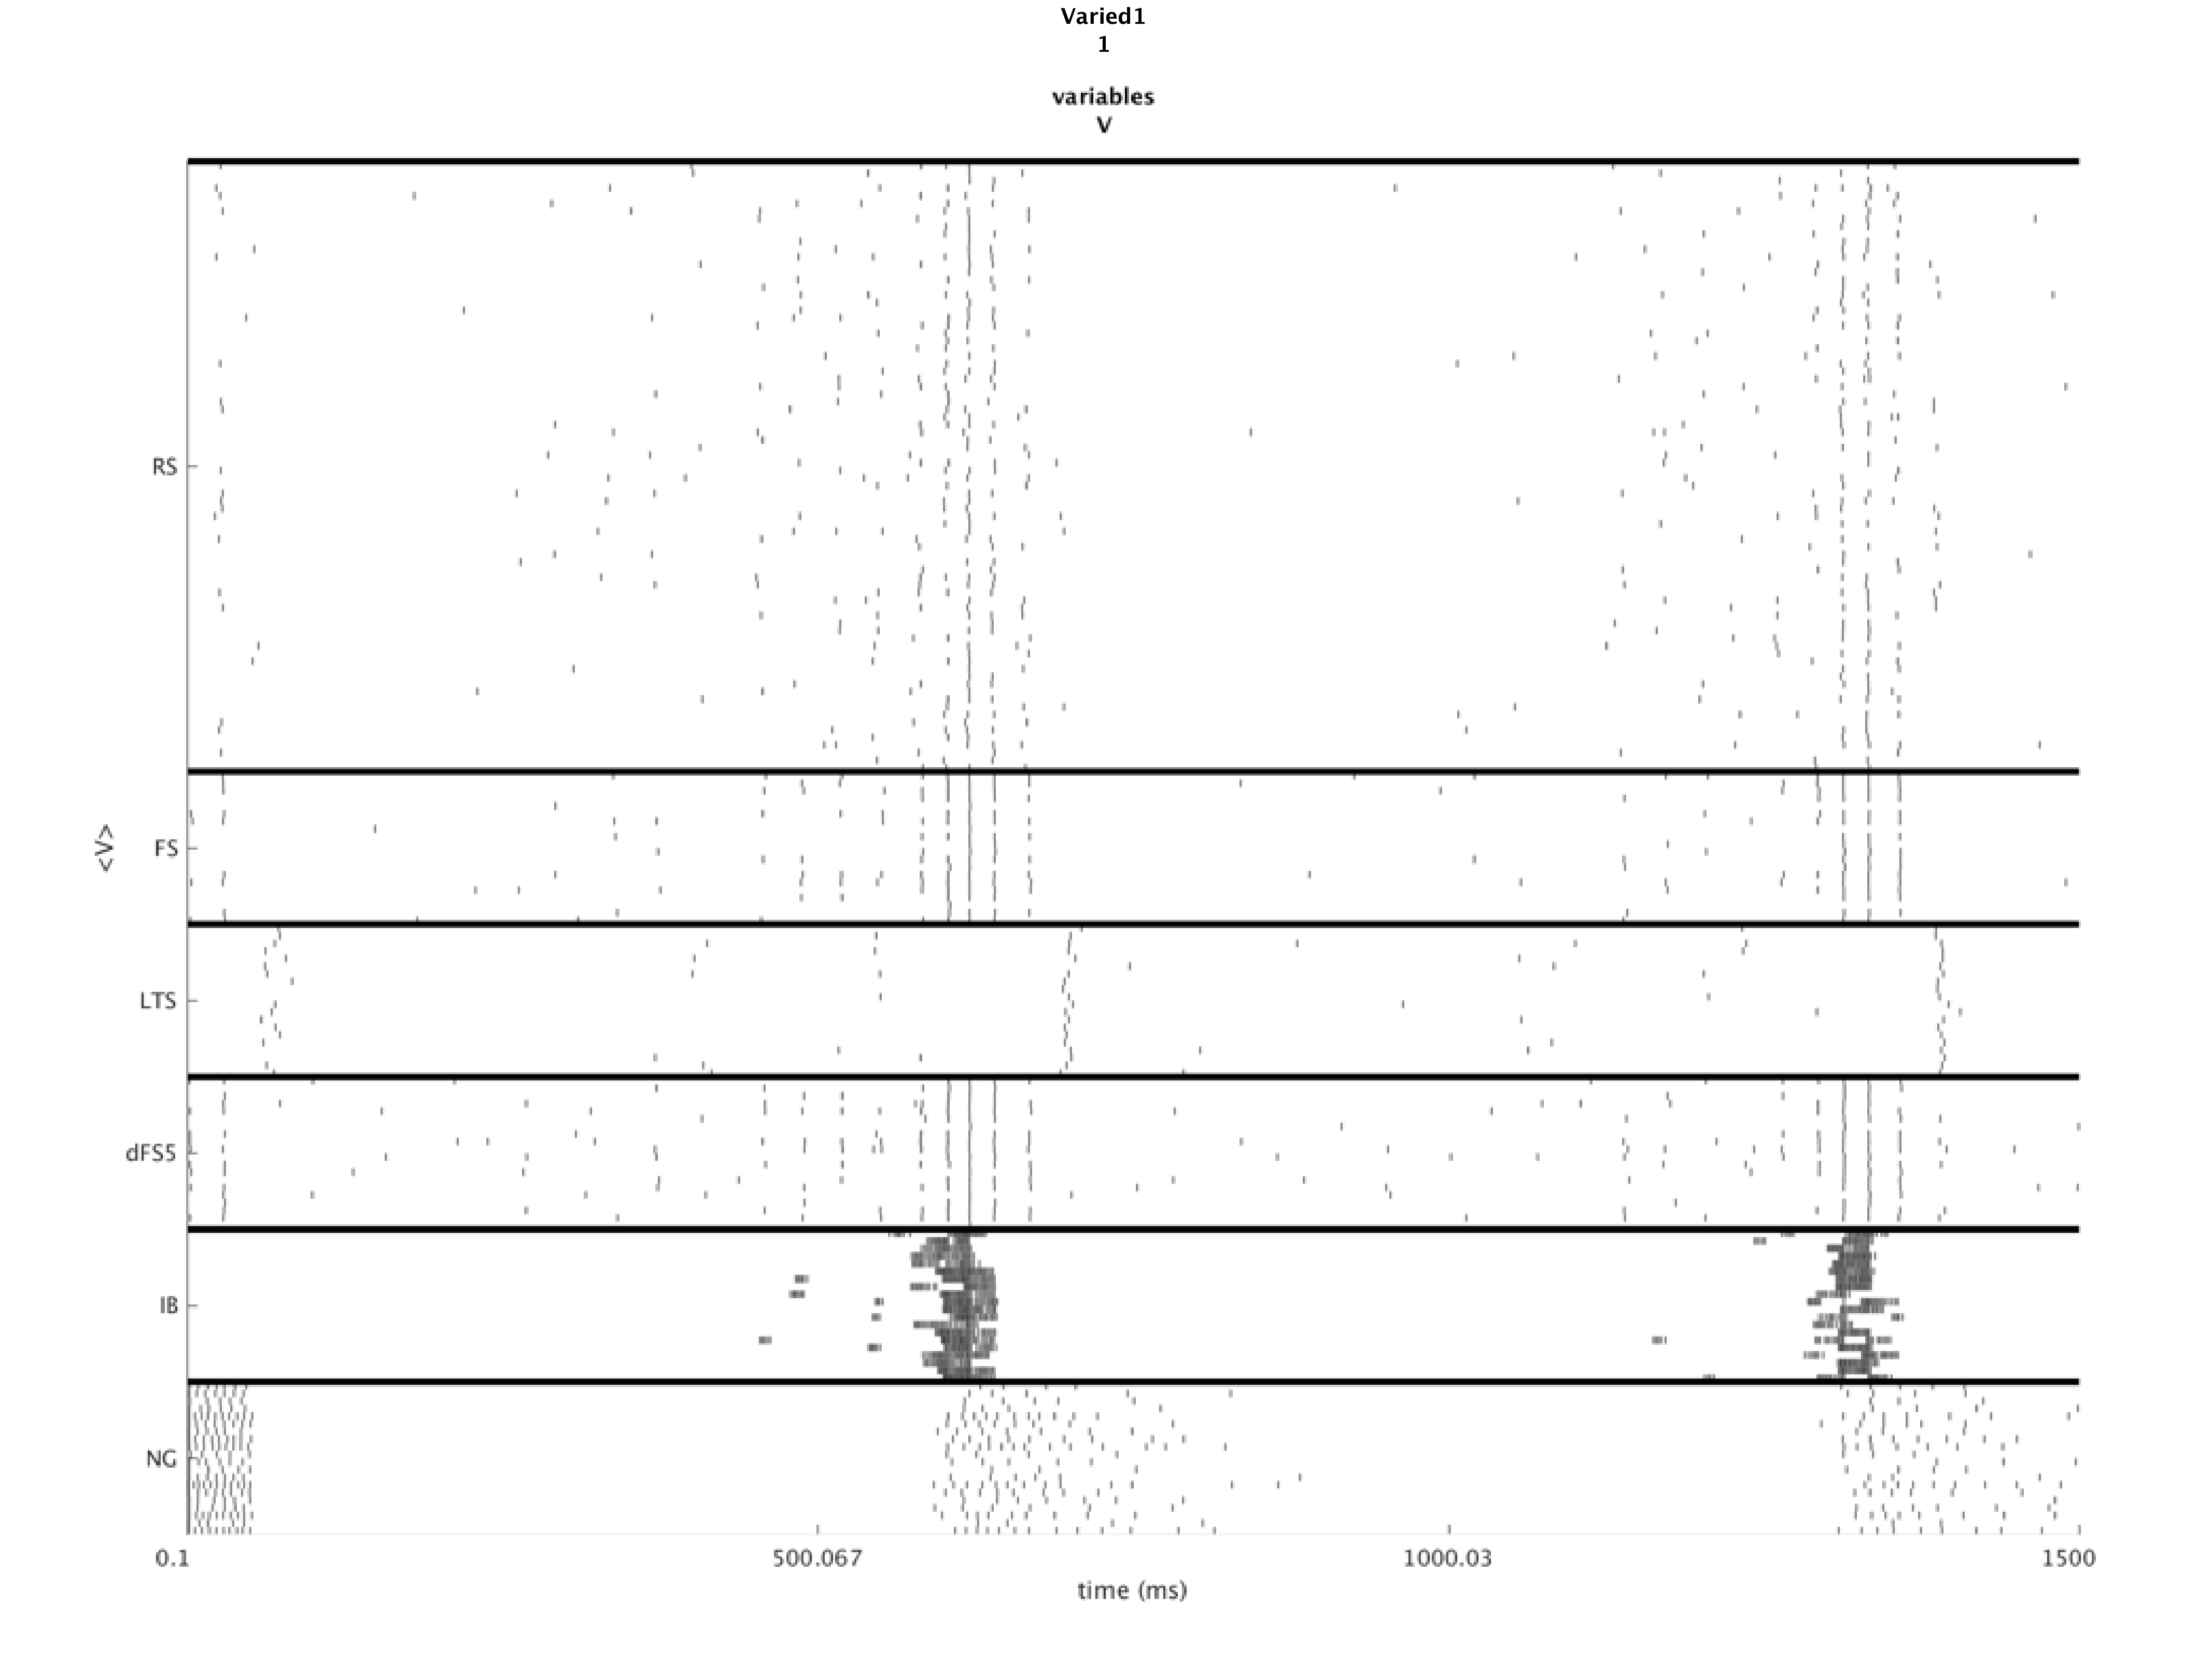 Varied1
1
variables
V
RS
<V>
FS
LTS
dFS5
IB
NG
0.1
500.067
1000.03
1500
time (ms)